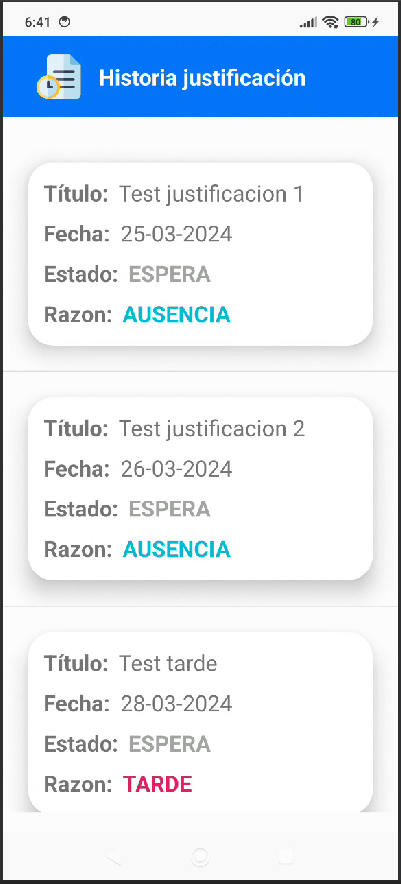 6:41
80
Historia justificación
Título: Test justificacion 1
Fecha: 25-03-2024
Estado: ESPERA
Razon: AUSENCIA
Título: Test justificacion 2
Fecha: 26-03-2024
Estado: ESPERA
Razon: AUSENCIA
Título: Test tarde
Fecha: 28-03-2024
Estado: ESPERA
Razon: TARDE